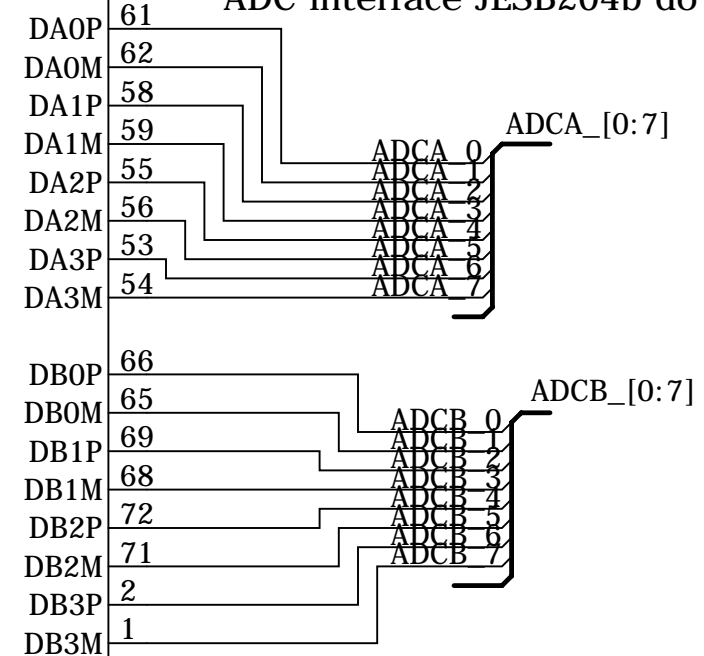 ADC interface JESB204b do
DA0P 61
DA0M 62
DA1P 58
DA1M 59
DA2P 55
DA2M 56
DA3P 53
DA3M 54
ADCA_[0:7]
ADCA_0
ADCA_1
ADCA_2
ADCA_3
ADCA_4
ADCA_5
ADCA_6
ADCA_7
DB0P 66
DB0M 65
DB1P 69
DB1M 68
DB2P 72
DB2M 71
DB3P 2
DB3M 1
ADCB_[0:7]
ADCB_0
ADCB_1
ADCB_2
ADCB_3
ADCB_4
ADCB_5
ADCB_6
ADCB_7